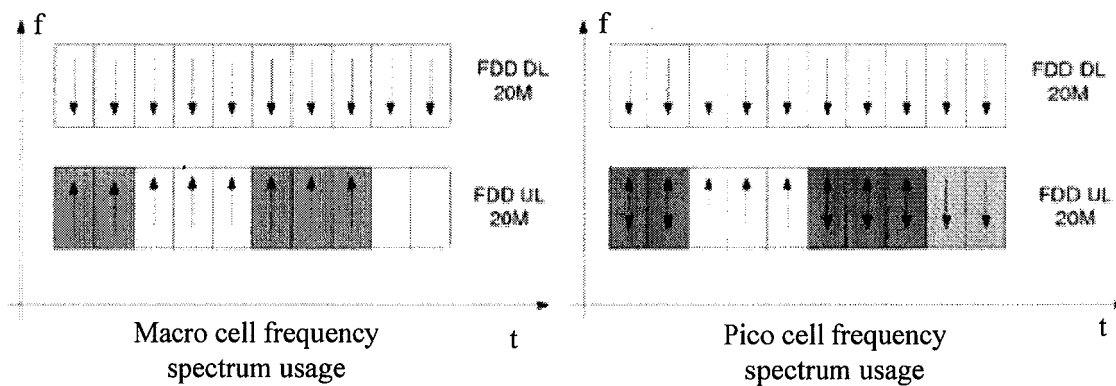 f
FDD DL
20M
FDD UL
20M
t
Macro cell frequency
spectrum usage
f
FDD DL
20M
FDD UL
20M
t
Pico cell frequency
spectrum usage